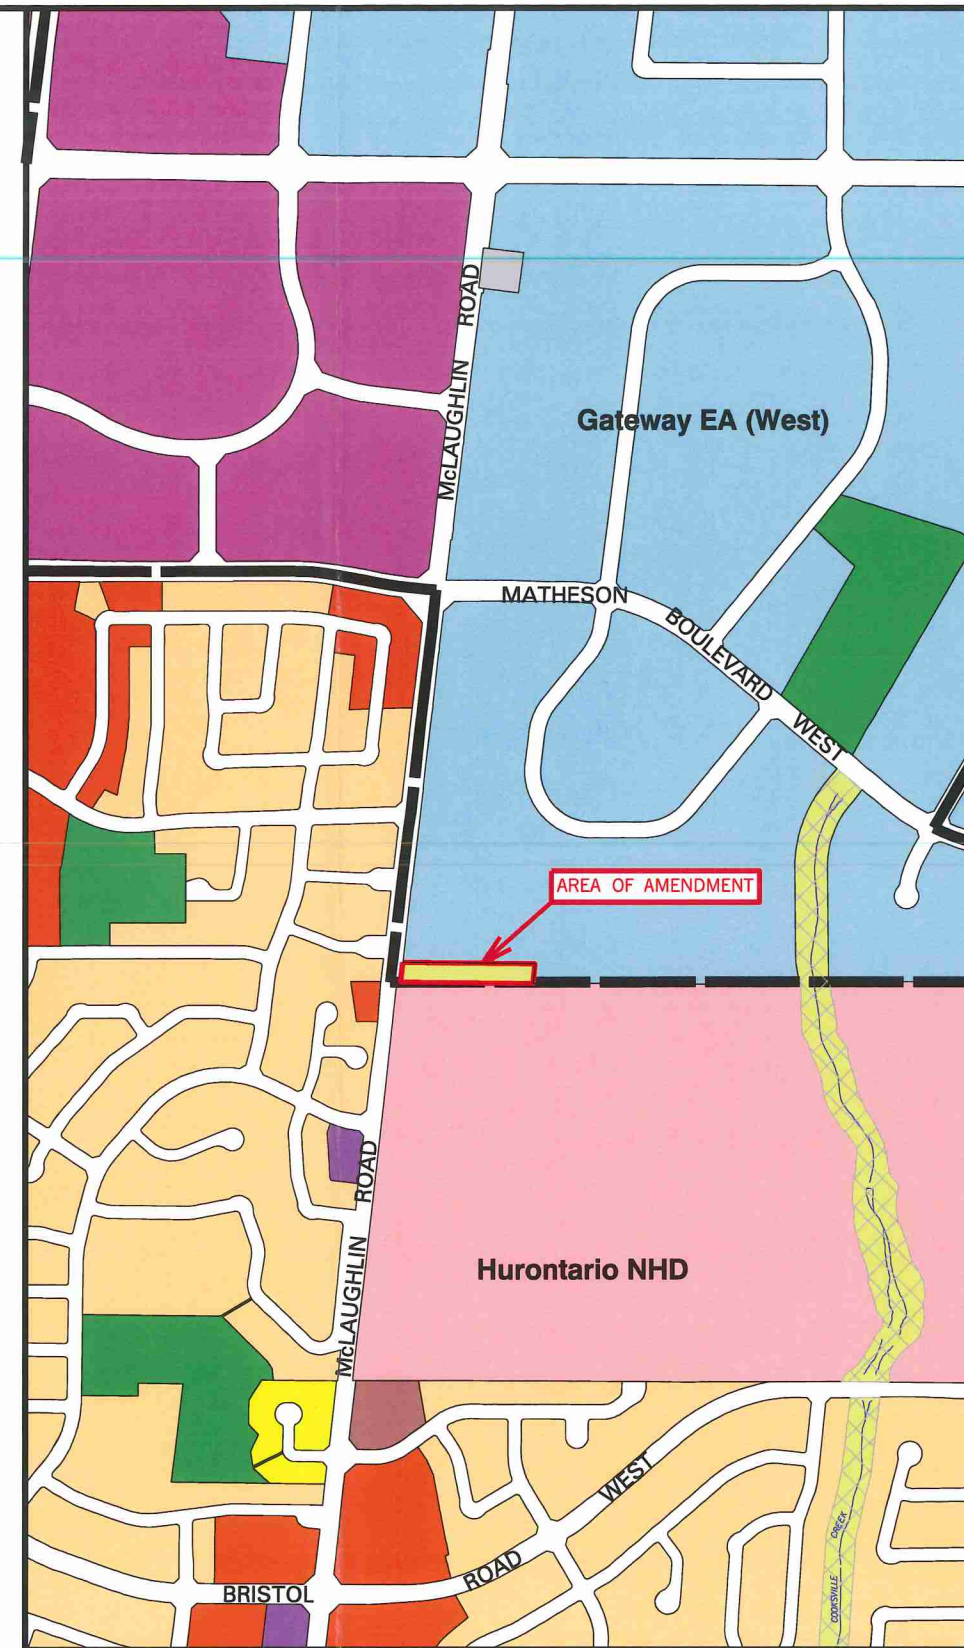 McLAUGHLIN ROAD
Gateway EA (West)
MATHESON BOULEVARD WEST
AREA OF AMENDMENT
McLAUGHLIN ROAD
Hurontario NHD
BRISTOL ROAD WEST
COOKSVILLE CREEK